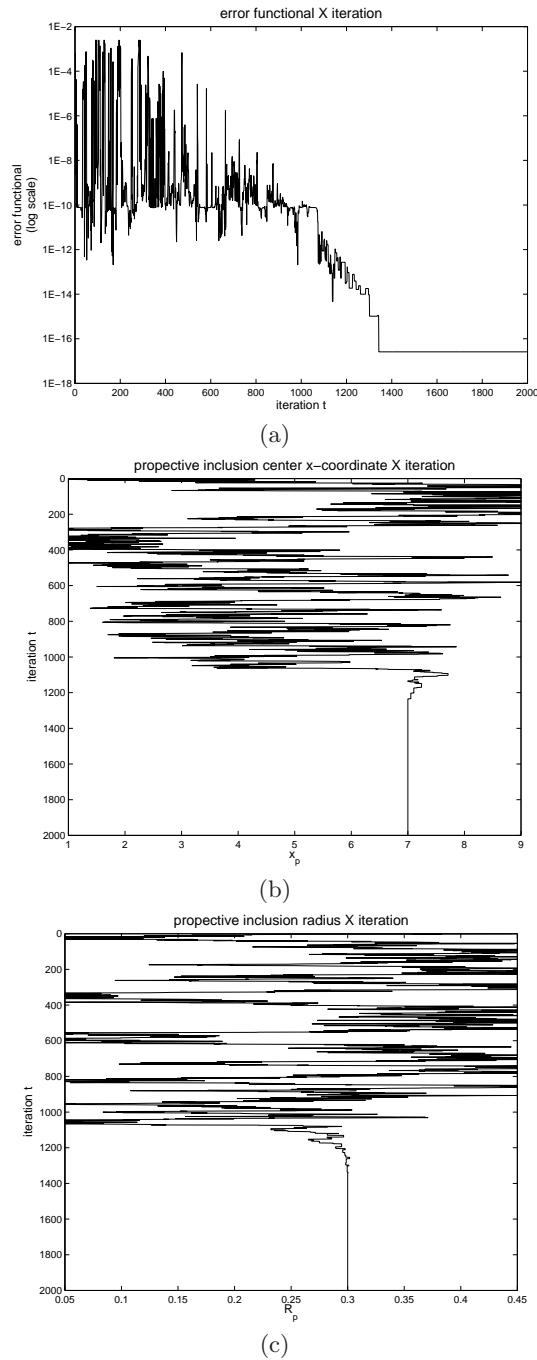 error functional X iteration
1E−2
1E−4
1E−6
1E−8
1E−10
1E−12
1E−14
1E−16
1E−18
error functional
(log scale)
0 200 400 600 800 1000 1200 1400 1600 1800 2000
iteration t
(a)
propective inclusion center x−coordinate X iteration
0
200
400
600
800
1000
1200
1400
1600
1800
2000
iteration t
1 2 3 4 5 6 7 8 9
x_p
(b)
propective inclusion radius X iteration
0
200
400
600
800
1000
1200
1400
1600
1800
2000
iteration t
0.05 0.1 0.15 0.2 0.25 0.3 0.35 0.4 0.45
R_p
(c)